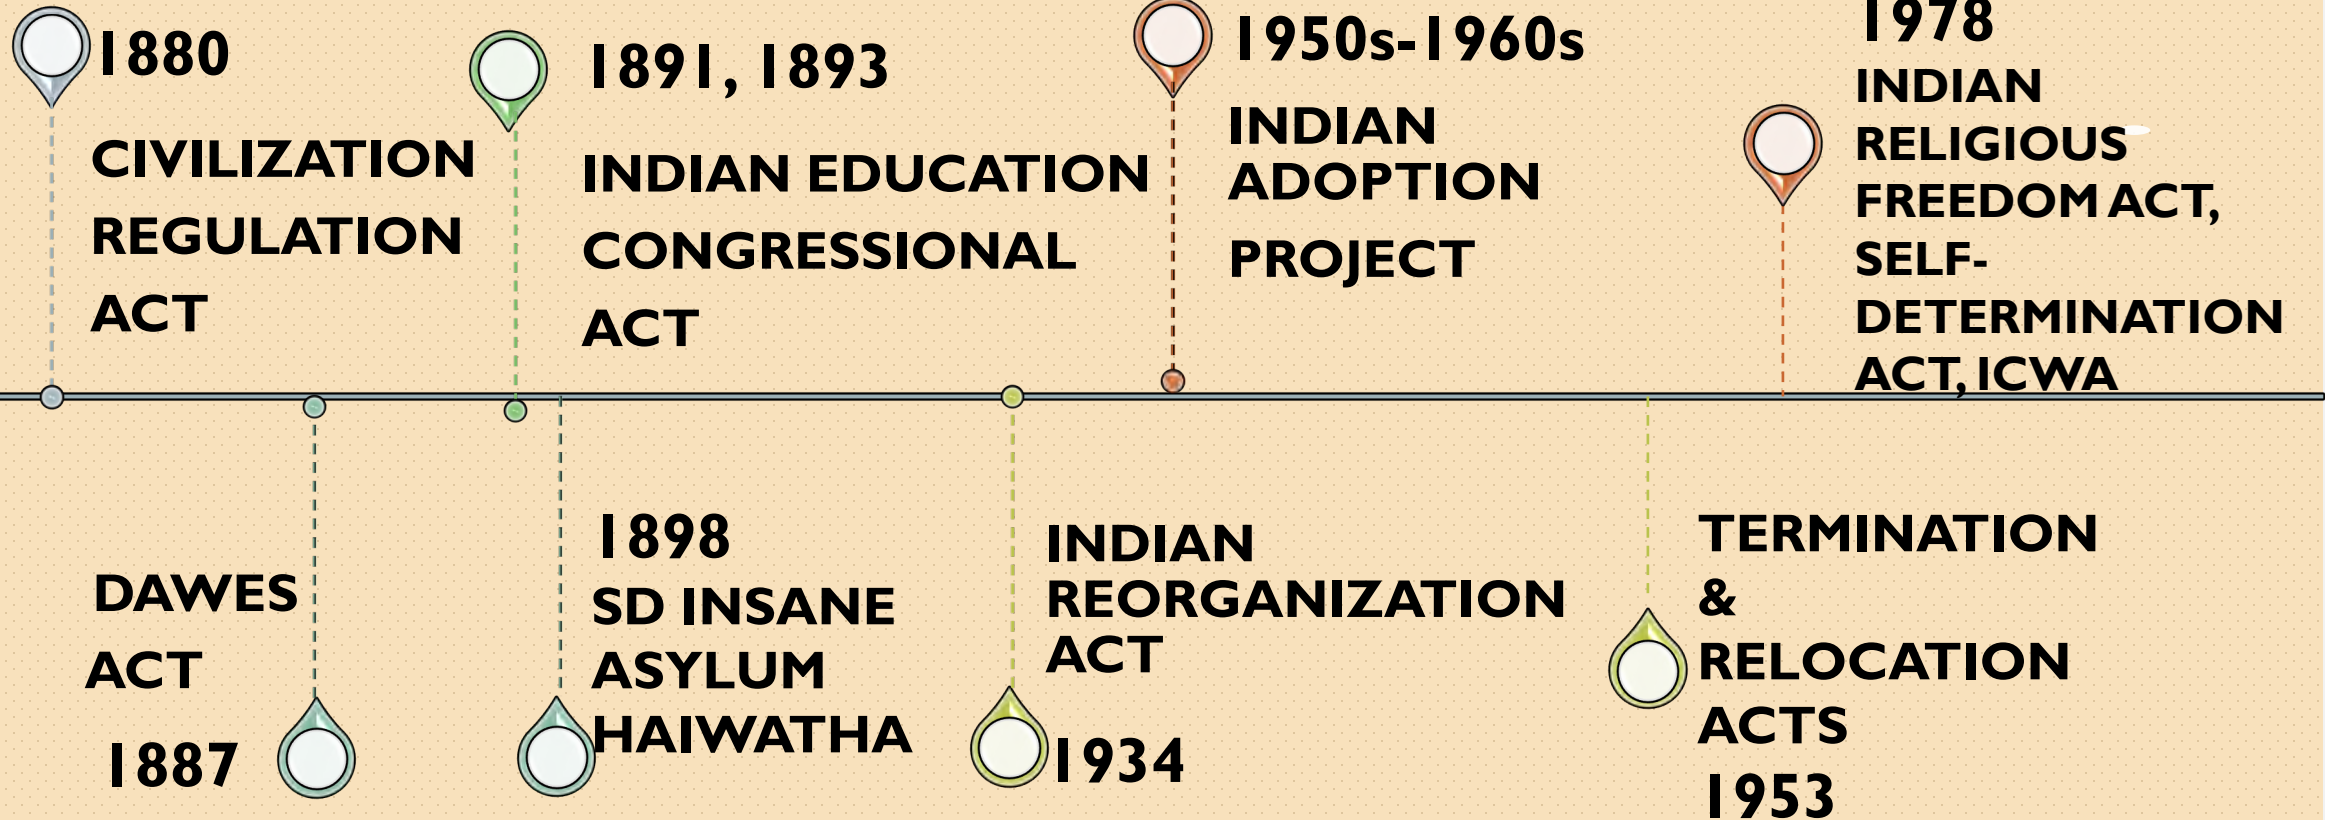 1880
CIVILIZATION
REGULATION
ACT
1891, 1893
INDIAN EDUCATION
CONGRESSIONAL
ACT
1950s-1960s
INDIAN
ADOPTION
PROJECT
1978
INDIAN
RELIGIOUS
FREEDOM ACT,
SELF-
DETERMINATION
ACT, ICWA
DAWES
ACT
1887
1898
SD INSANE
ASYLUM
HAIWATHA
INDIAN
REORGANIZATION
ACT
1934
TERMINATION
&
RELOCATION
ACTS
1953